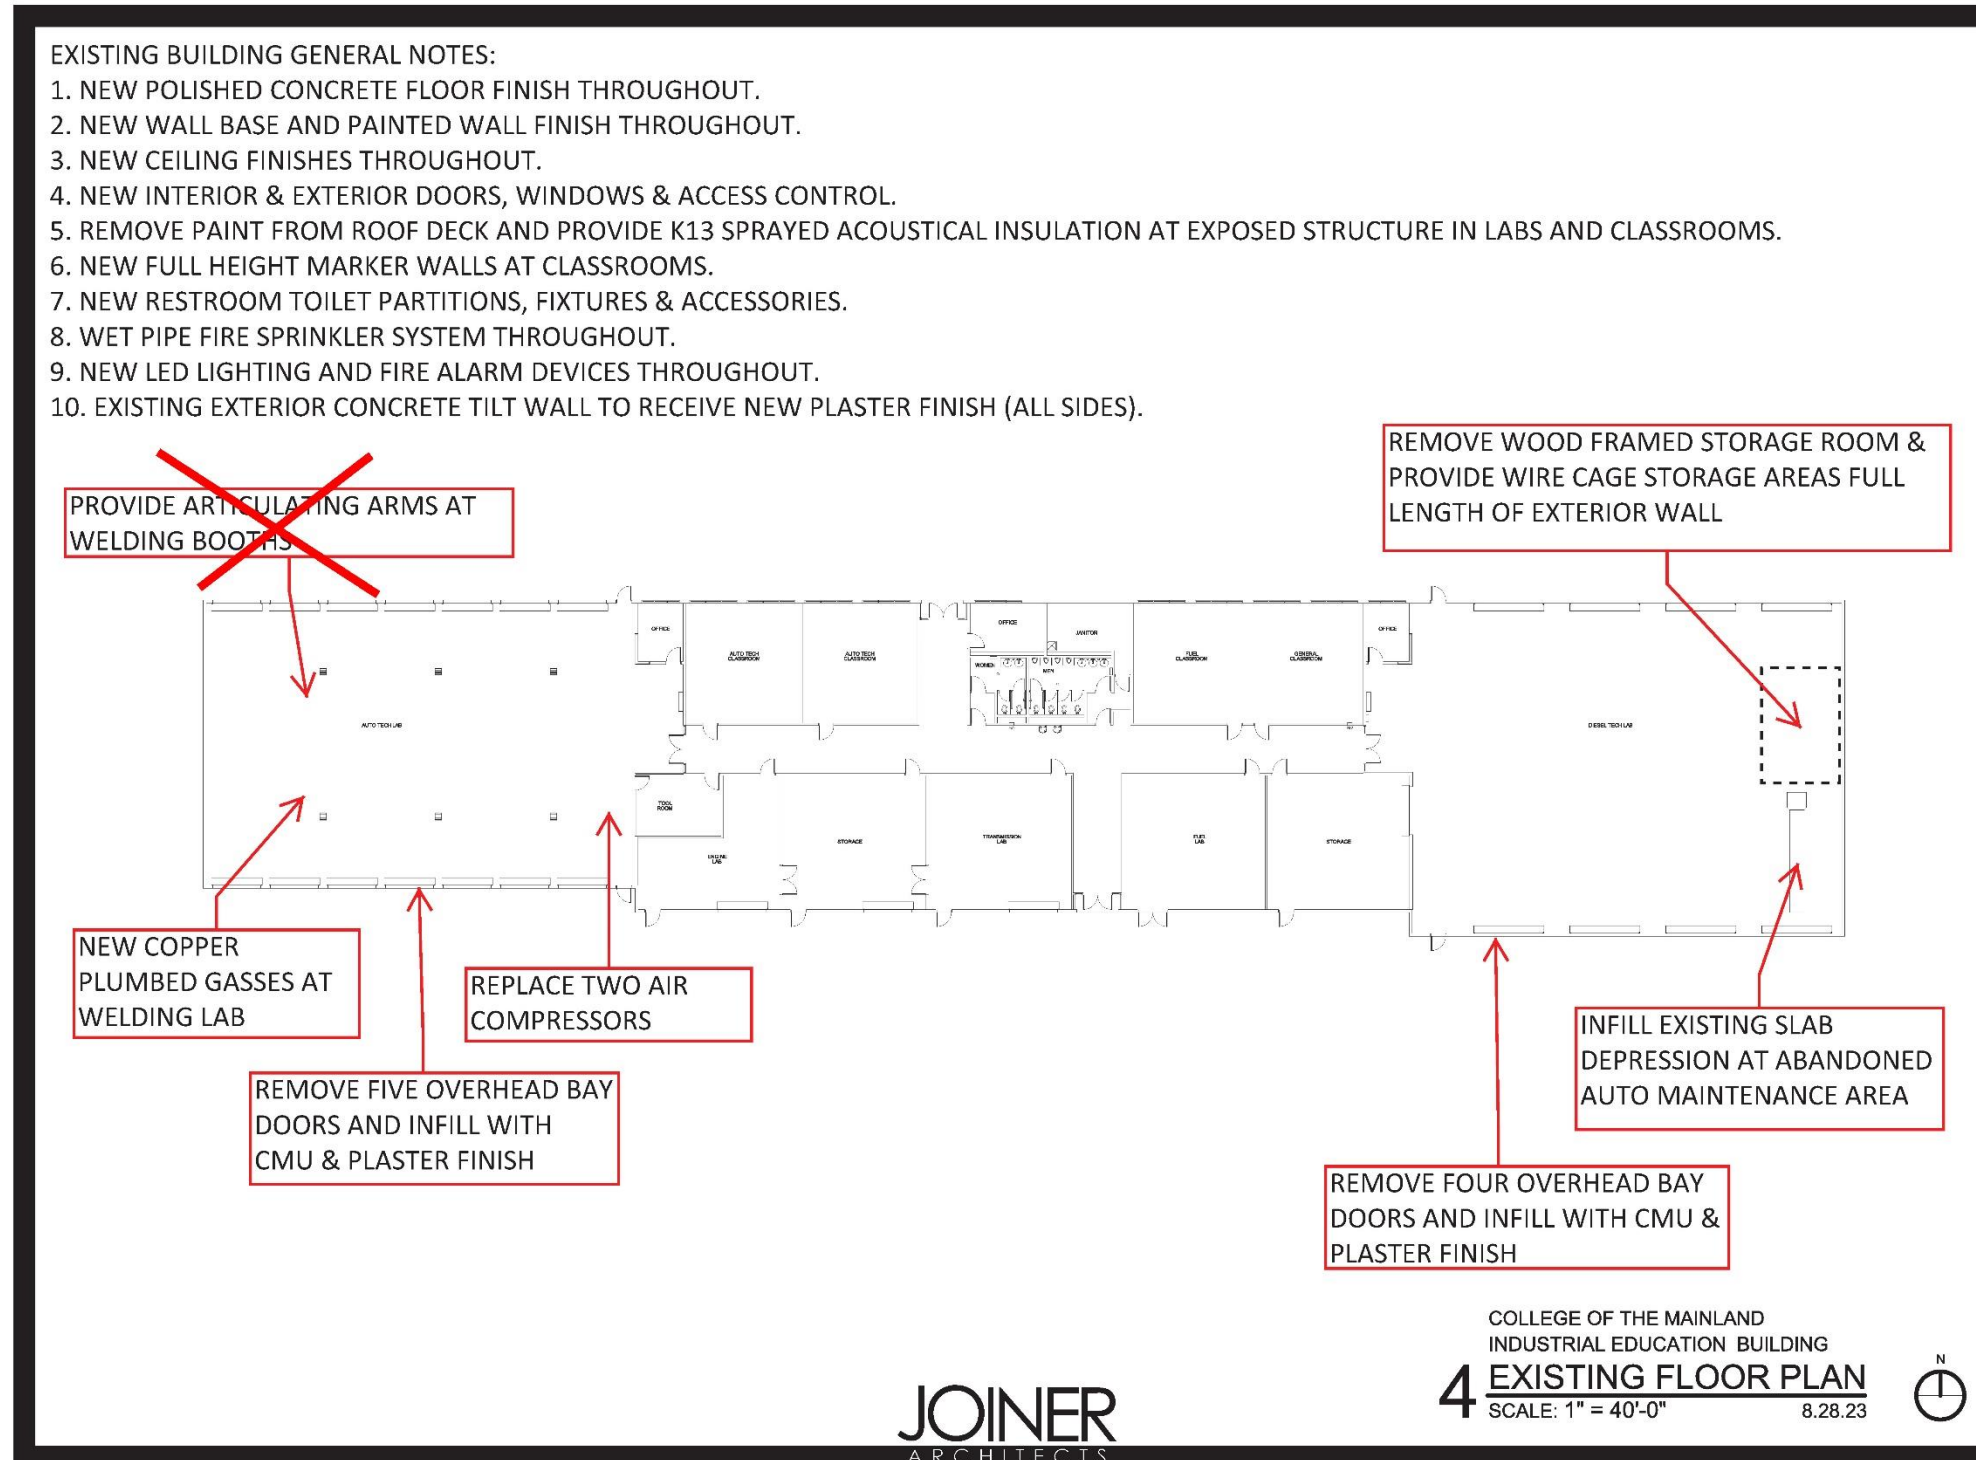 EXISTING BUILDING GENERAL NOTES:
1. NEW POLISHED CONCRETE FLOOR FINISH THROUGHOUT.
2. NEW WALL BASE AND PAINTED WALL FINISH THROUGHOUT.
3. NEW CEILING FINISHES THROUGHOUT.
4. NEW INTERIOR & EXTERIOR DOORS, WINDOWS & ACCESS CONTROL.
5. REMOVE PAINT FROM ROOF DECK AND PROVIDE K13 SPRAYED ACOUSTICAL INSULATION AT EXPOSED STRUCTURE IN LABS AND CLASSROOMS.
6. NEW FULL HEIGHT MARKER WALLS AT CLASSROOMS.
7. NEW RESTROOM TOILET PARTITIONS, FIXTURES & ACCESSORIES.
8. WET PIPE FIRE SPRINKLER SYSTEM THROUGHOUT.
9. NEW LED LIGHTING AND FIRE ALARM DEVICES THROUGHOUT.
10. EXISTING EXTERIOR CONCRETE TILT WALL TO RECEIVE NEW PLASTER FINISH (ALL SIDES).
REMOVE WOOD FRAMED STORAGE ROOM &
PROVIDE WIRE CAGE STORAGE AREAS FULL
LENGTH OF EXTERIOR WALL
PROVIDE ARTICULATING ARMS AT
WELDING BOOTHS
OFFICE
AUTO TECH
CLASSROOM
AUTO TECH
CLASSROOM
OFFICE
JANITOR
WOMEN
MEN
FUEL
CLASSROOM
GENERAL
CLASSROOM
OFFICE
AUTO TECH LAB
DIESEL TECH LAB
TOOL
ROOM
ENGINE
LAB
STORAGE
TRANSMISSION
LAB
FUEL
LAB
STORAGE
NEW COPPER
PLUMBED GASSES AT
WELDING LAB
REPLACE TWO AIR
COMPRESSORS
INFILL EXISTING SLAB
DEPRESSION AT ABANDONED
AUTO MAINTENANCE AREA
REMOVE FIVE OVERHEAD BAY
DOORS AND INFILL WITH
CMU & PLASTER FINISH
REMOVE FOUR OVERHEAD BAY
DOORS AND INFILL WITH CMU &
PLASTER FINISH
COLLEGE OF THE MAINLAND
INDUSTRIAL EDUCATION BUILDING
4 EXISTING FLOOR PLAN
SCALE: 1" = 40'-0" 8.28.23
N
JOINER
ARCHITECTS